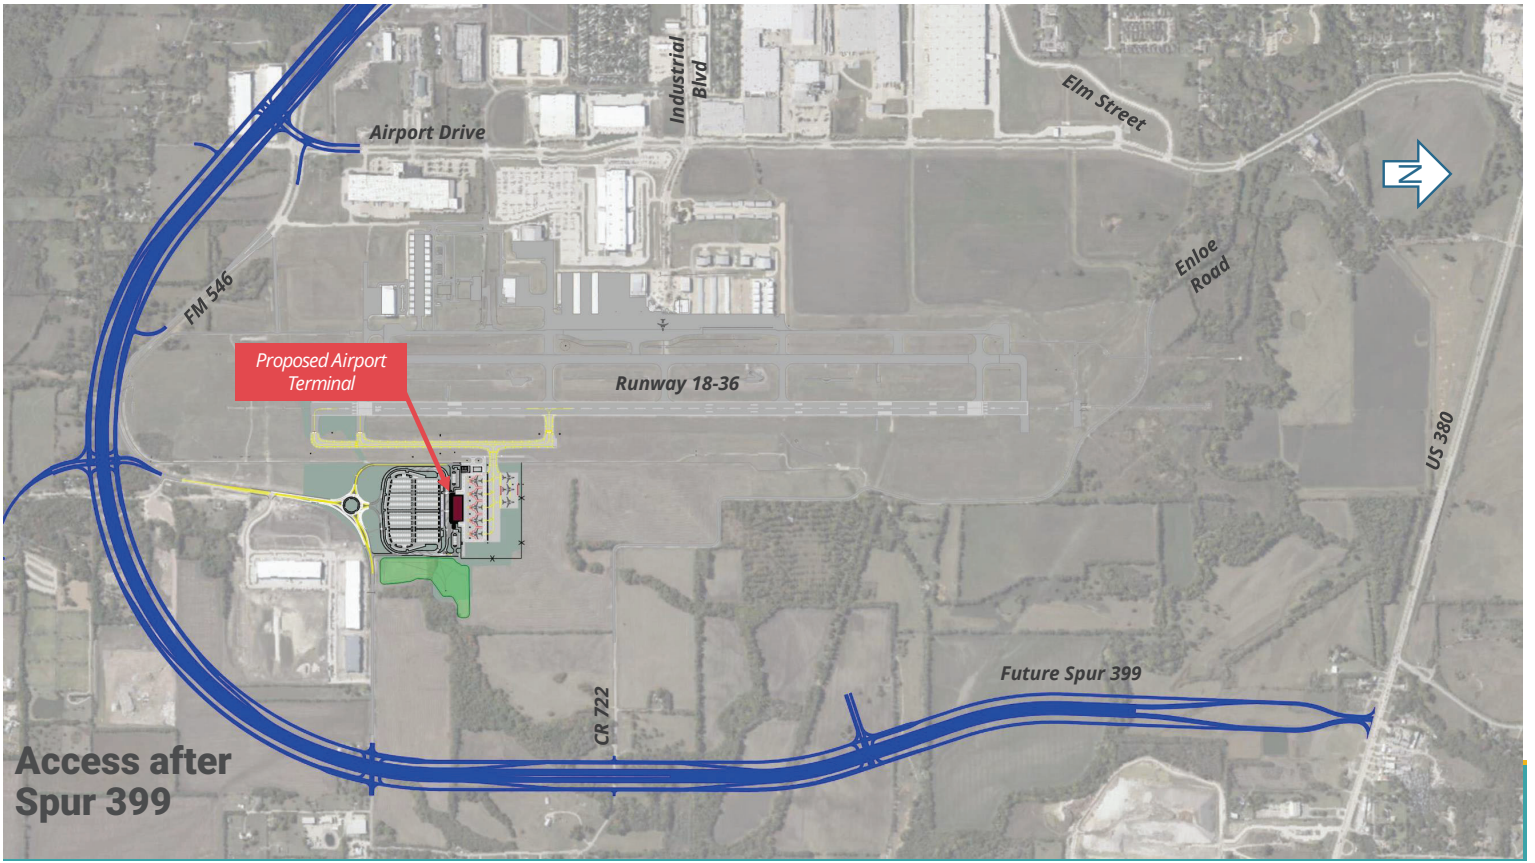 Industrial
Blvd
Elm Street
Airport Drive
N
Enloe
Road
FM 546
Proposed Airport
Terminal
Runway 18-36
US 380
Future Spur 399
CR 722
Access after
Spur 399